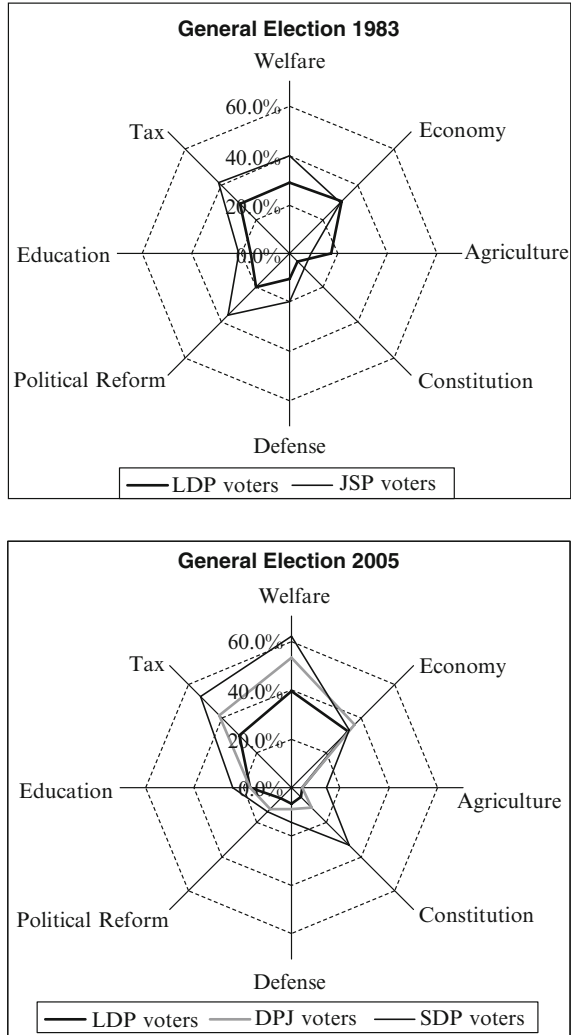 General Election 1983
Welfare
60.0%
Tax
Economy
40.0%
20.0%
Education
0.0%
Agriculture
Political Reform
Constitution
Defense
LDP voters JSP voters
General Election 2005
Welfare
60.0%
Tax
Economy
40.0%
20.0%
Education
0.0%
Agriculture
Political Reform
Constitution
Defense
LDP voters DPJ voters SDP voters